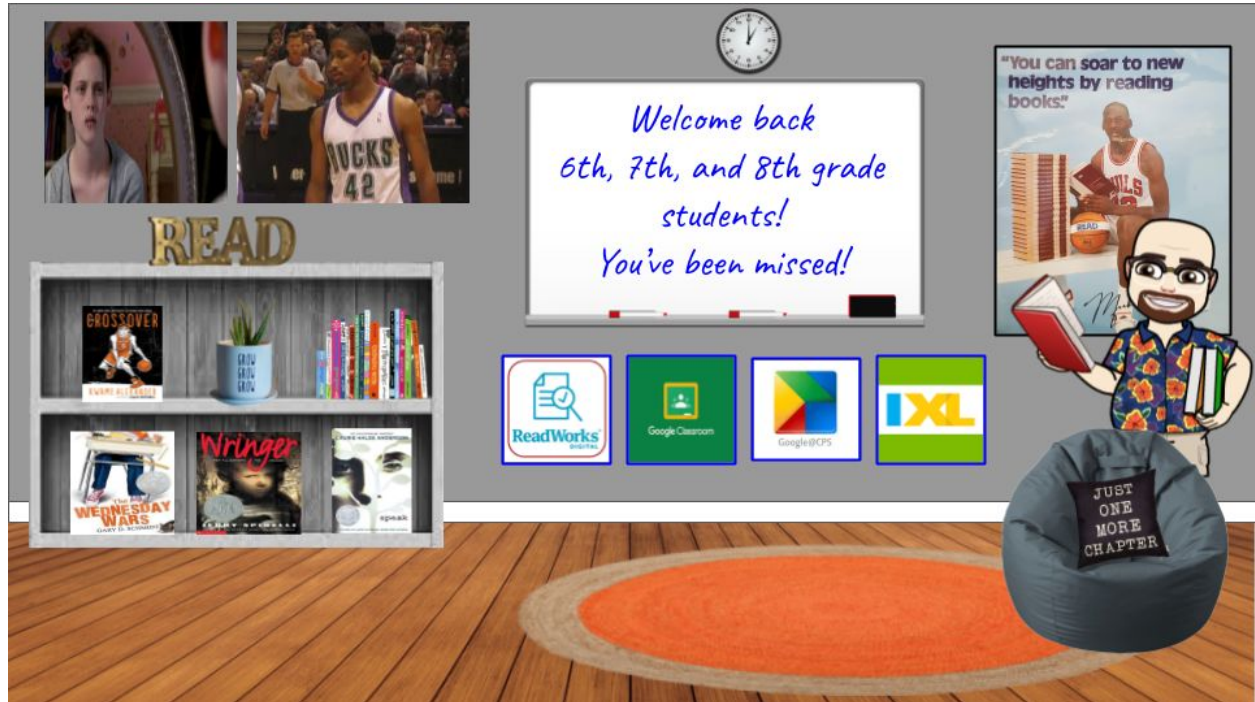 BUCKS
42
READ
CROSSOVER
KWAME ALEXANDER
GROW
GROW
GROW
The
WEDNESDAY
WARS
GARY D. SCHMIDT
Wringer
JERRY SPINELLI
LAURIE HALSE ANDERSON
speak
Welcome back
6th, 7th, and 8th grade
students!
You've been missed!
ReadWorks
DIGITAL
Google Classroom
Google@CPS
IXL
"You can soar to new
heights by reading
books."
READ
JUST
ONE
MORE
CHAPTER